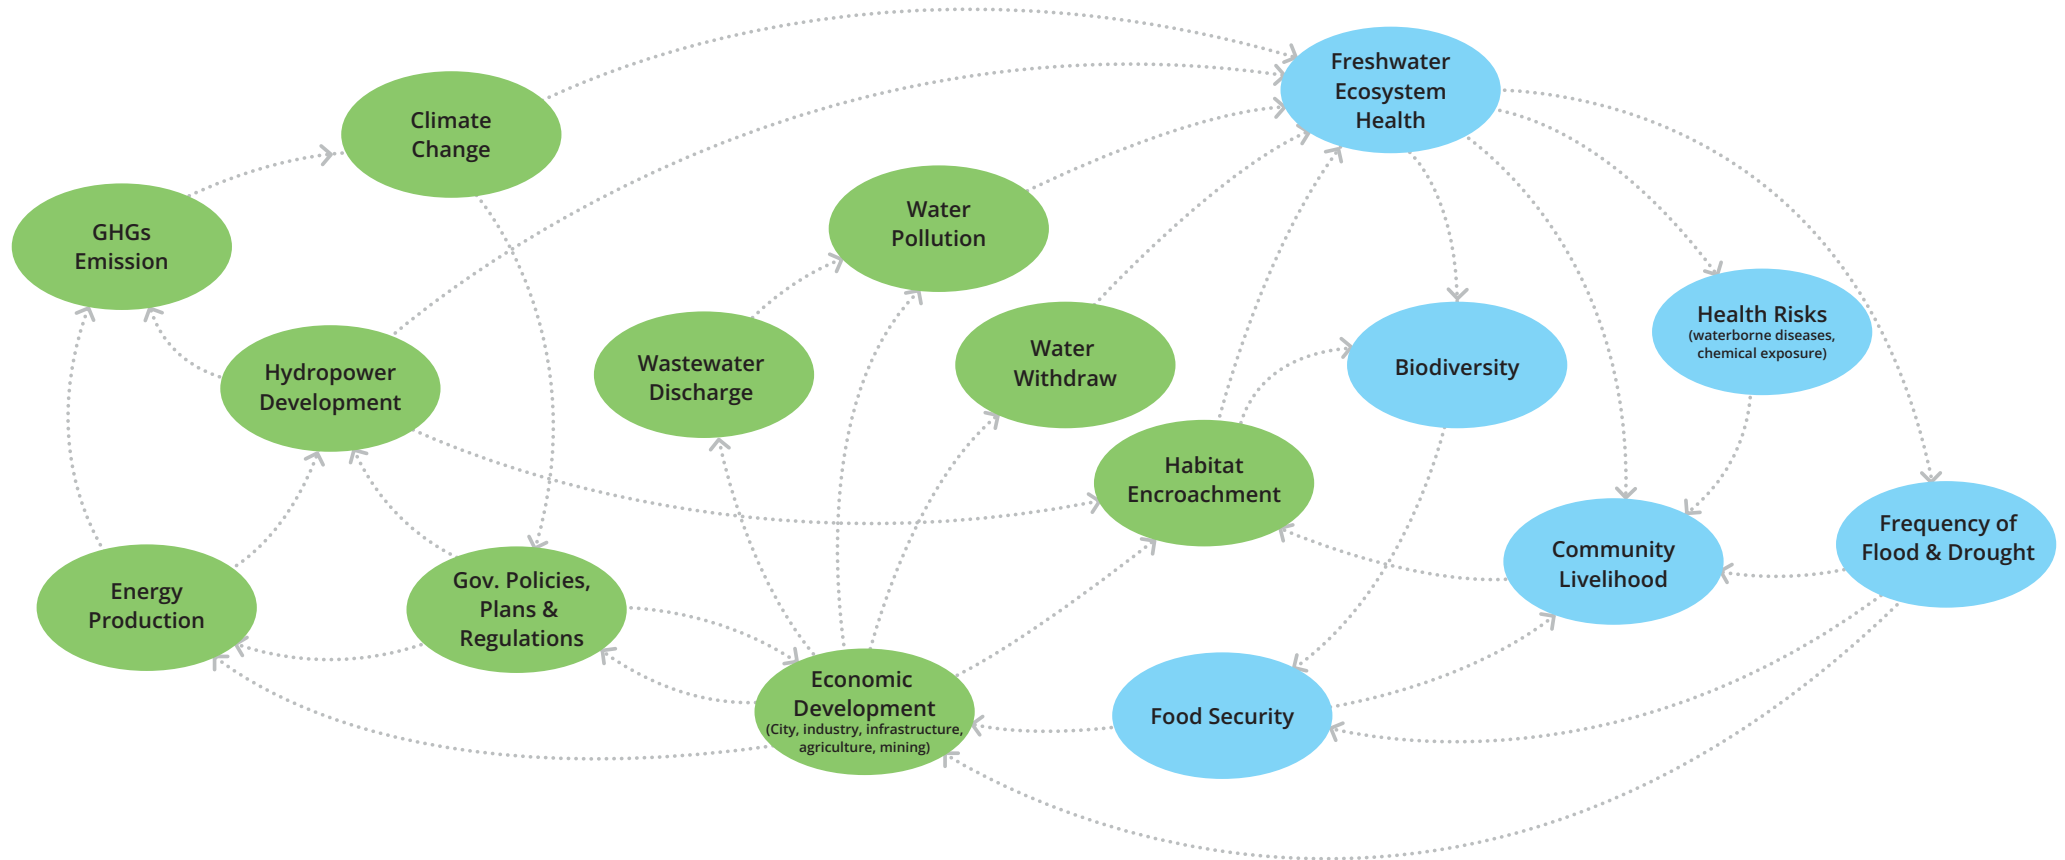 Freshwater
Ecosystem
Health
Climate
Change
GHGs
Emission
Water
Pollution
Hydropower
Development
Wastewater
Discharge
Water
Withdraw
Biodiversity
Health Risks
(waterborne diseases,
chemical exposure)
Habitat
Encroachment
Energy
Production
Gov. Policies,
Plans &
Regulations
Community
Livelihood
Frequency of
Flood & Drought
Economic
Development
(City, industry, infrastructure,
agriculture, mining)
Food Security